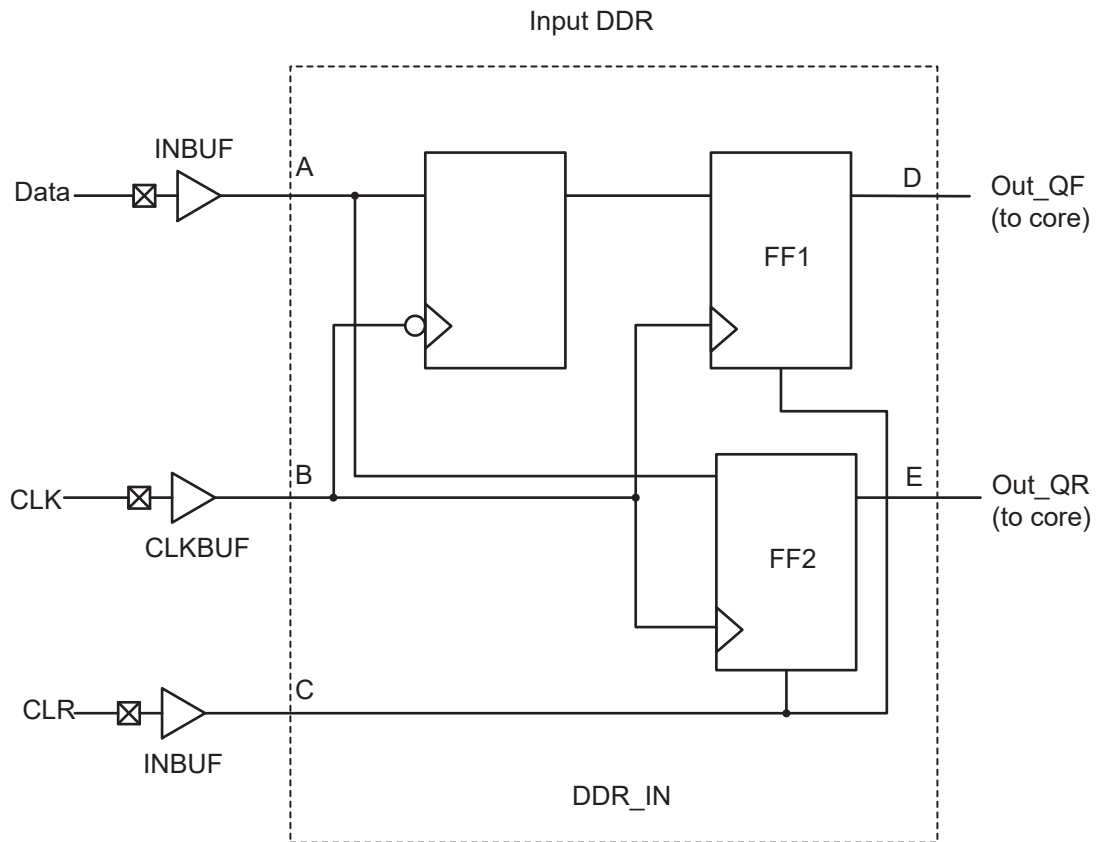 Input DDR
INBUF
A
Data
D
Out_QF
(to core)
FF1
B
CLK
CLKBUF
E
Out_QR
(to core)
FF2
C
CLR
INBUF
DDR_IN